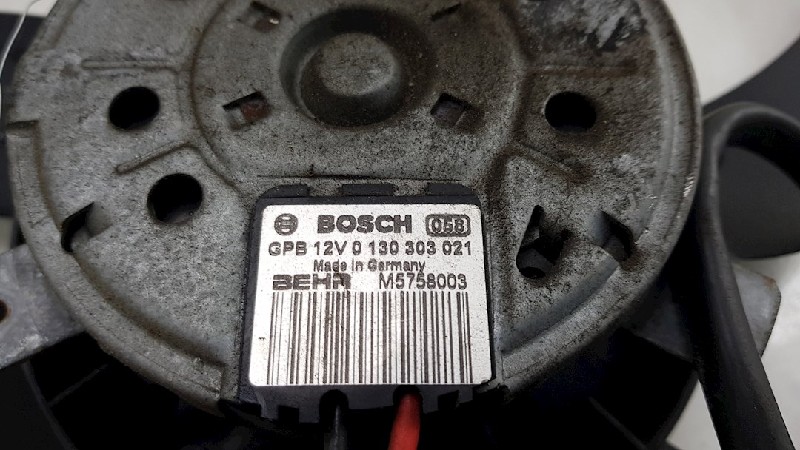 BOSCH 058
GPB 12V 0 130 303 021
Made in Germany
BEHR M5758003